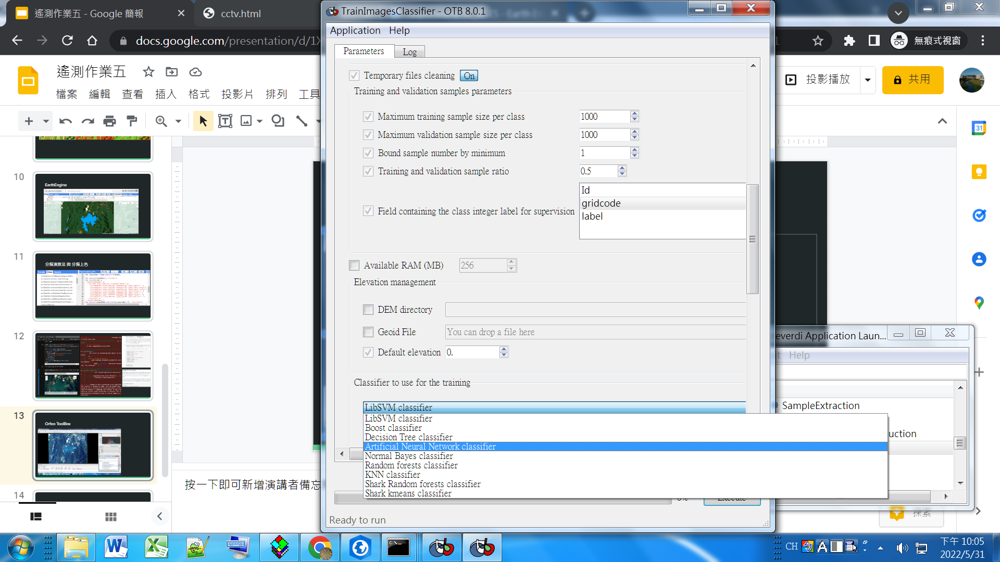 遙測作業五 - Google 簡報
cctv.html
TrainImagesClassifier - OTB 8.0.1
docs.google.com/presentation/d/1X
無痕式視窗
Application Help
Parameters
Log
遙測作業五
檔案 編輯 查看 插入 格式 投影片 排列 工具
投影播放
共用
Temporary files cleaning On
Training and validation samples parameters
Maximum training sample size per class 1000
Maximum validation sample size per class 1000
Bound sample number by minimum 1
Training and validation sample ratio 0.5
Field containing the class integer label for supervision
Id
gridcode
label
Available RAM (MB) 256
Elevation management
DEM directory
Geoid File You can drop a file here
Default elevation 0.
Classifier to use for the training
LibSVM classifier
LibSVM classifier
Boost classifier
Decision Tree classifier
Artificial Neural Network classifier
Normal Bayes classifier
Random forests classifier
KNN classifier
Shark Random forests classifier
Shark kmeans classifier
Execute
Ready to run
10
EarthEngine
11
分類演算法 與 分類上色
12
13
Orfeo ToolBox
14
按一下即可新增演講者備忘
31
everdi Application Laun...
Help
SampleExtraction
uction
探索
C:\_
CH
下午 10:05
2022/5/31